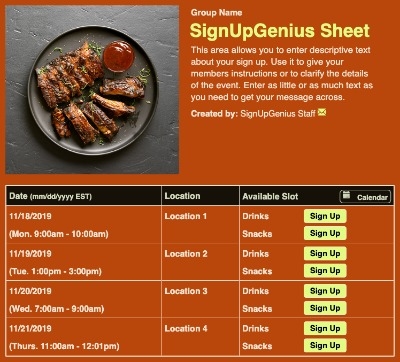 Group Name
SignUpGenius Sheet
This area allows you to enter descriptive text
about your sign up. Use it to give your
members instructions or to clarify the details
of the event. Enter as little or as much text as
you need to get your message across.
Created by: SignUpGenius Staff
Date (mm/dd/yyyy EST) Location Available Slot Calendar
11/18/2019 Location 1 Drinks Sign Up
(Mon. 9:00am - 10:00am) Snacks Sign Up
11/19/2019 Location 2 Drinks Sign Up
(Tue. 1:00pm - 3:00pm) Snacks Sign Up
11/20/2019 Location 3 Drinks Sign Up
(Wed. 7:00am - 9:00am) Snacks Sign Up
11/21/2019 Location 4 Drinks Sign Up
(Thurs. 11:00am - 12:01pm) Snacks Sign Up